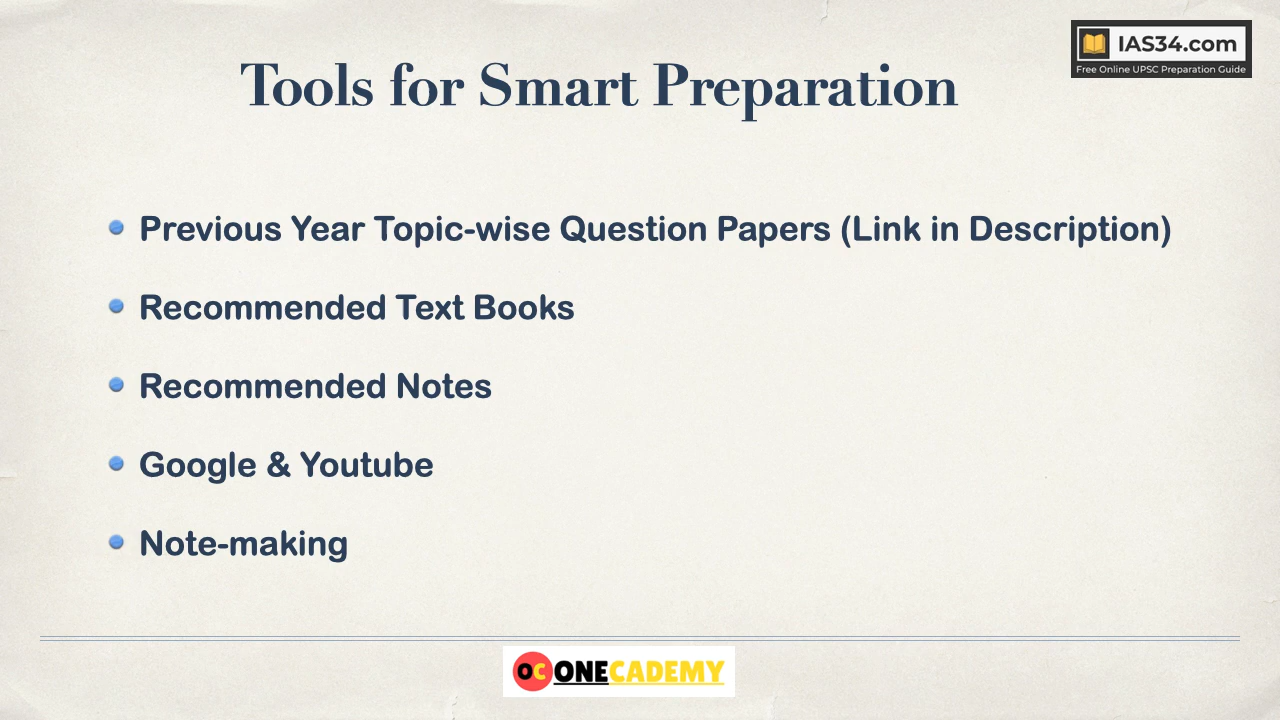 IAS34.com
Free Online UPSC Preparation Guide
Tools for Smart Preparation
Previous Year Topic-wise Question Papers (Link in Description)
Recommended Text Books
Recommended Notes
Google & Youtube
Note-making
OC ONECADEMY